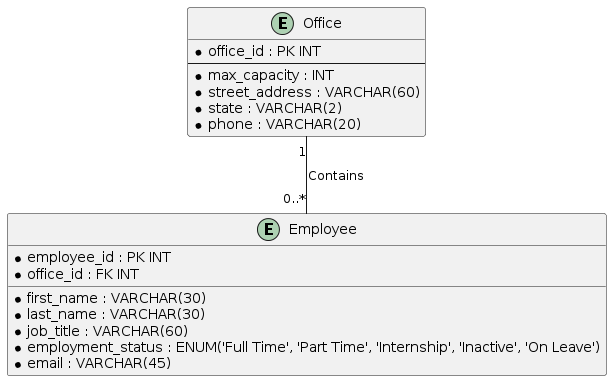 E Office
office_id : PK INT
max_capacity : INT
street_address : VARCHAR(60)
state : VARCHAR(2)
phone : VARCHAR(20)
1
Contains
0..*
E Employee
employee_id : PK INT
office_id : FK INT
first_name : VARCHAR(30)
last_name : VARCHAR(30)
job_title : VARCHAR(60)
employment_status : ENUM('Full Time', 'Part Time', 'Internship', 'Inactive', 'On Leave')
email : VARCHAR(45)